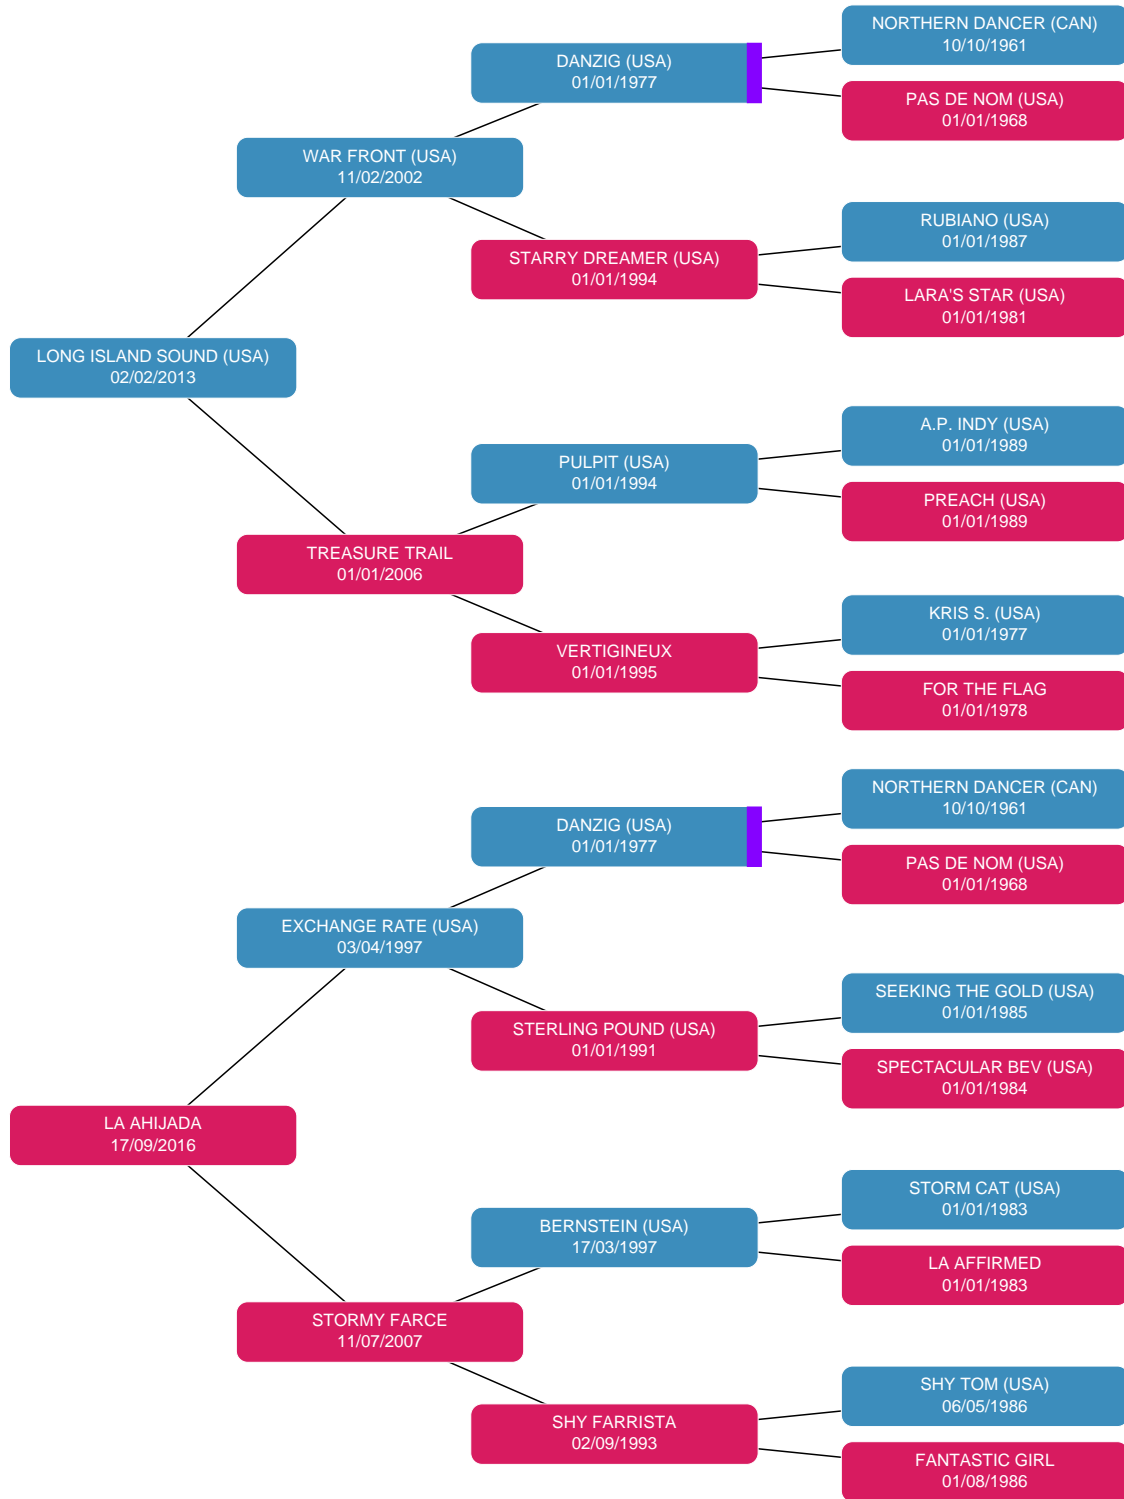 NORTHERN DANCER (CAN)
10/10/1961
DANZIG (USA)
01/01/1977
PAS DE NOM (USA)
01/01/1968
WAR FRONT (USA)
11/02/2002
RUBIANO (USA)
01/01/1987
STARRY DREAMER (USA)
01/01/1994
LARA'S STAR (USA)
01/01/1981
LONG ISLAND SOUND (USA)
02/02/2013
A.P. INDY (USA)
01/01/1989
PULPIT (USA)
01/01/1994
PREACH (USA)
01/01/1989
TREASURE TRAIL
01/01/2006
KRIS S. (USA)
01/01/1977
VERTIGINEUX
01/01/1995
FOR THE FLAG
01/01/1978
NORTHERN DANCER (CAN)
10/10/1961
DANZIG (USA)
01/01/1977
PAS DE NOM (USA)
01/01/1968
EXCHANGE RATE (USA)
03/04/1997
SEEKING THE GOLD (USA)
01/01/1985
STERLING POUND (USA)
01/01/1991
SPECTACULAR BEV (USA)
01/01/1984
LA AHIJADA
17/09/2016
STORM CAT (USA)
01/01/1983
BERNSTEIN (USA)
17/03/1997
LA AFFIRMED
01/01/1983
STORMY FARCE
11/07/2007
SHY TOM (USA)
06/05/1986
SHY FARRISTA
02/09/1993
FANTASTIC GIRL
01/08/1986